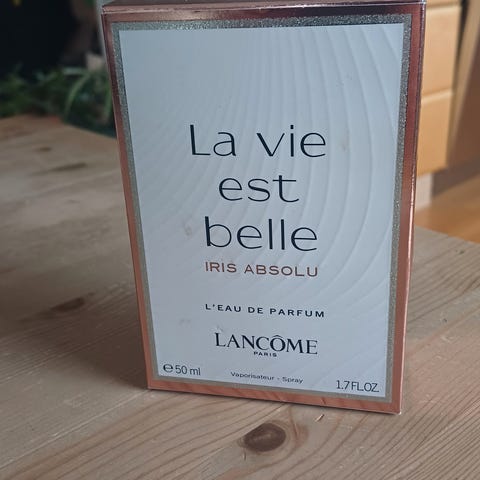 La vie
est
belle
IRIS ABSOLU
L'EAU DE PARFUM
LANCÔME
PARIS
℮ 50 ml
Vaporisateur - Spray
1.7 FL.OZ.